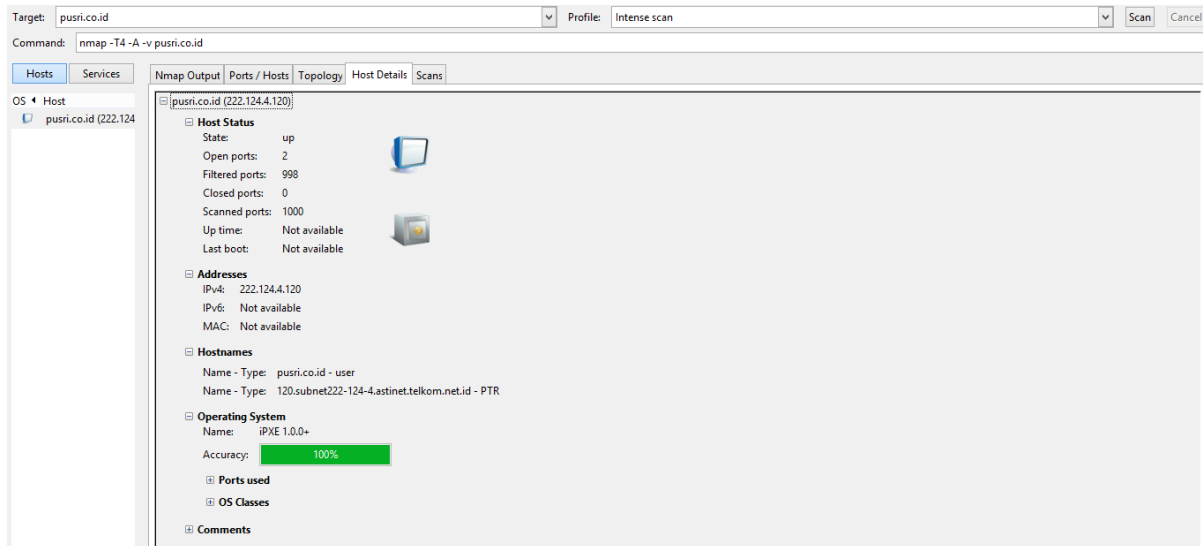 Target: pusri.co.id Profile: Intense scan Scan Cancel
Command: nmap -T4 -A -v pusri.co.id
Hosts Services Nmap Output Ports / Hosts Topology Host Details Scans
OS Host
pusri.co.id (222.124
pusri.co.id (222.124.4.120)
Host Status
State: up
Open ports: 2
Filtered ports: 998
Closed ports: 0
Scanned ports: 1000
Up time: Not available
Last boot: Not available
Addresses
IPv4: 222.124.4.120
IPv6: Not available
MAC: Not available
Hostnames
Name - Type: pusri.co.id - user
Name - Type: 120.subnet222-124-4.astinet.telkom.net.id - PTR
Operating System
Name: iPXE 1.0.0+
Accuracy: 100%
Ports used
OS Classes
Comments